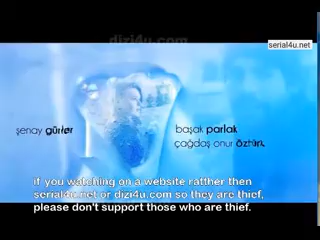 dizi4u.com
serial4u.net
şenay gürler
başak parlak
çağdaş onur öztürk
if you watching on a website ratther then
serial4u.net or dizi4u.com so they are thief,
please don't support those who are thief.